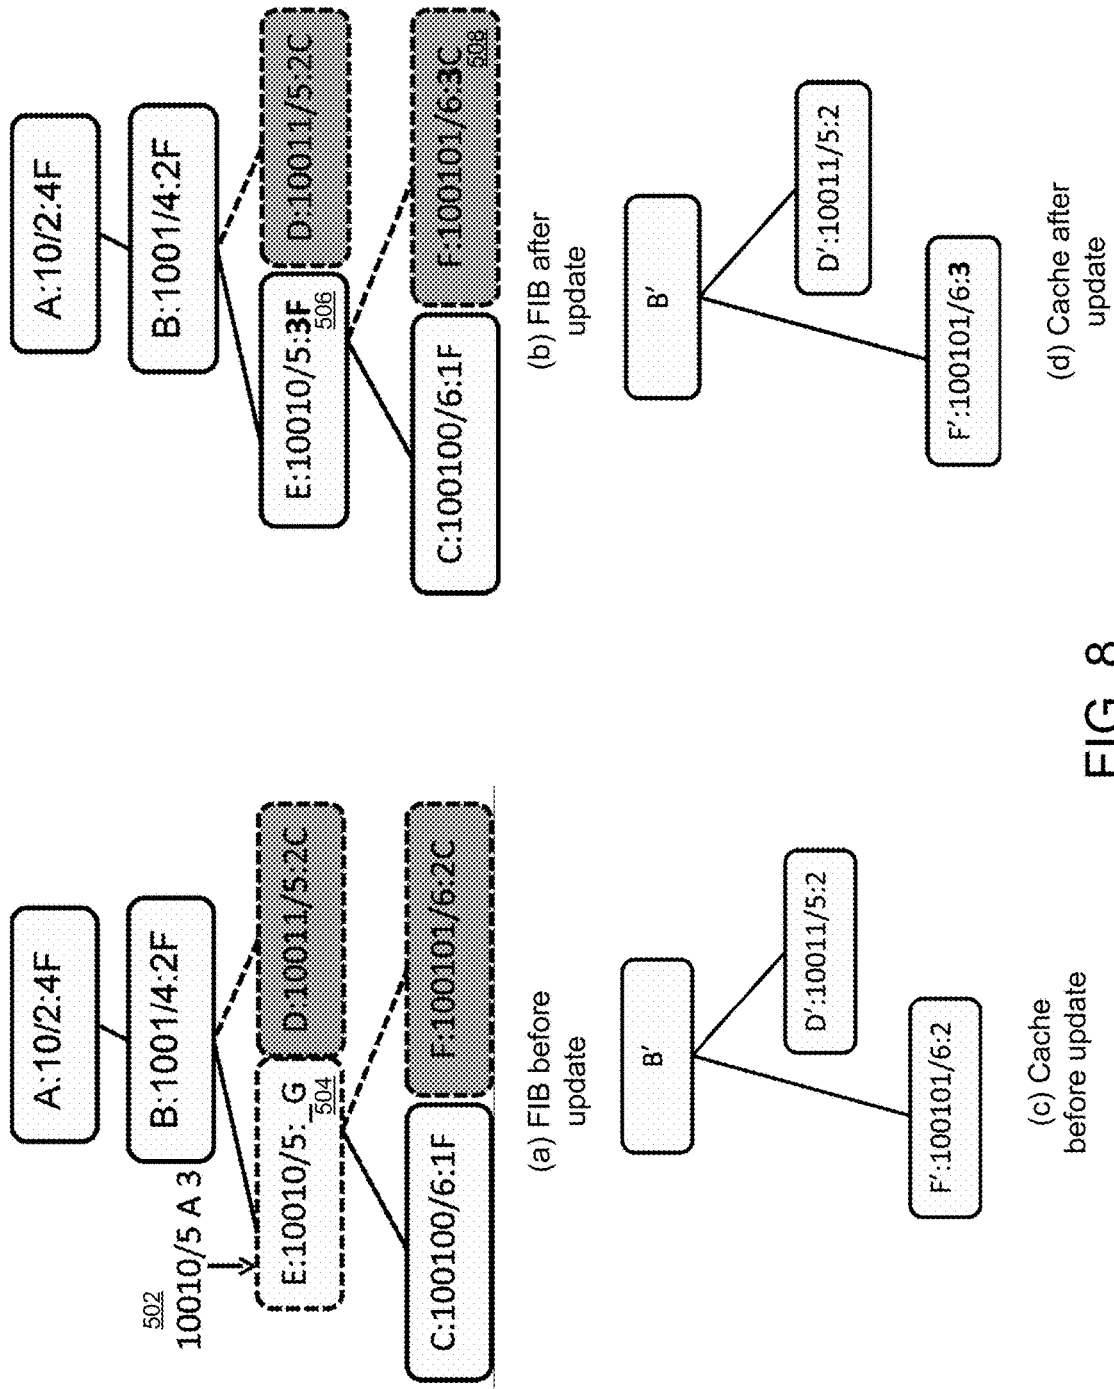 502
10010/5 A 3
A:10/2:4F
B:1001/4:2F
E:10010/5:_G
504
D:10011/5:2C
C:100100/6:1F
F:100101/6:2C
(a) FIB before
update
A:10/2:4F
B:1001/4:2F
E:10010/5:3F
506
D:10011/5:2C
C:100100/6:1F
F:100101/6:3C
508
(b) FIB after
update
B'
D':10011/5:2
F':100101/6:2
(c) Cache
before update
B'
D':10011/5:2
F':100101/6:3
(d) Cache after
update
FIG. 8